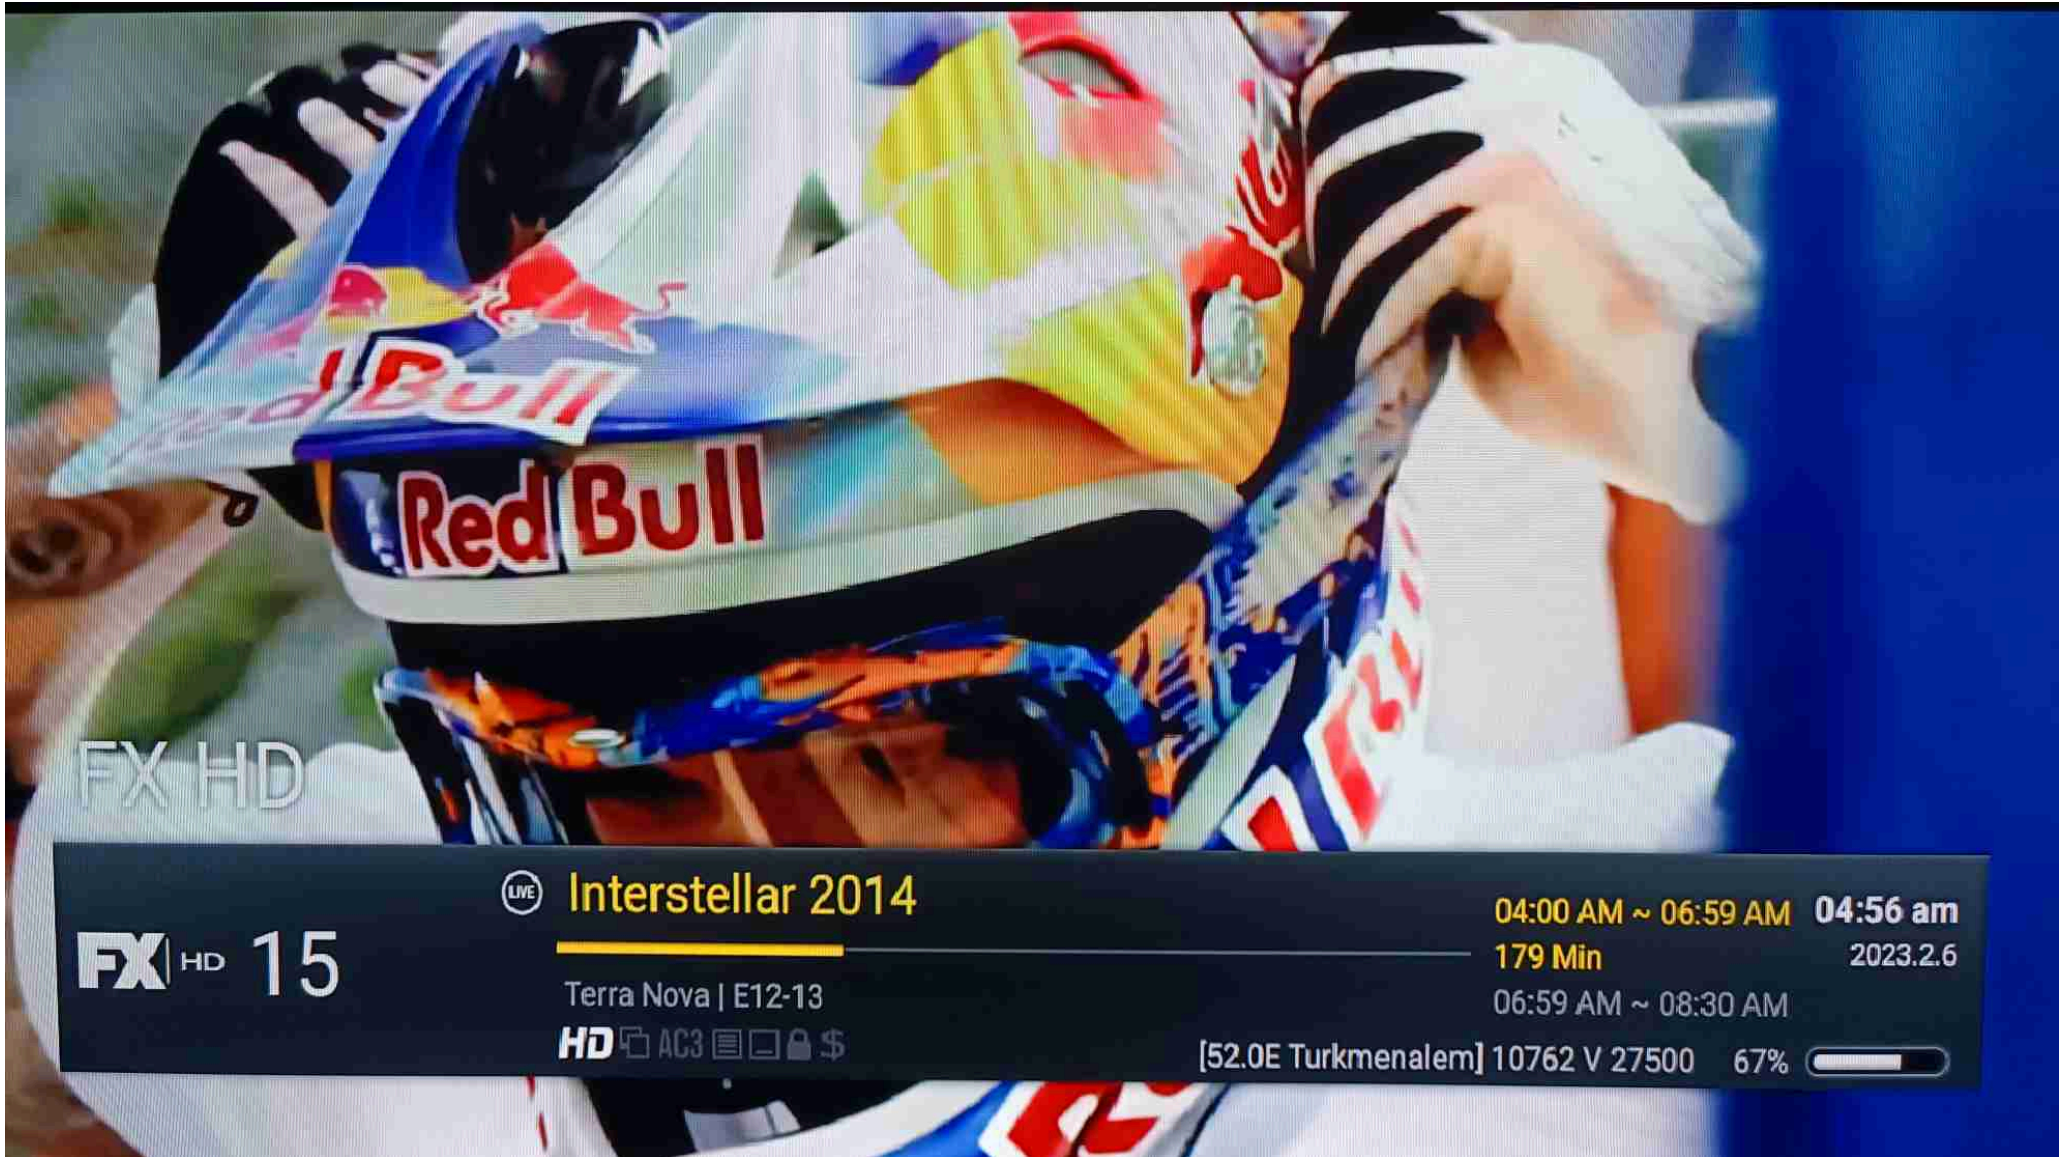 Red Bull
Red Bull
FX HD
LIVE Interstellar 2014
04:00 AM ~ 06:59 AM 04:56 am
FX HD 15
179 Min 2023.2.6
Terra Nova | E12-13
06:59 AM ~ 08:30 AM
HD AC3 $
[52.0E Turkmenalem] 10762 V 27500 67%